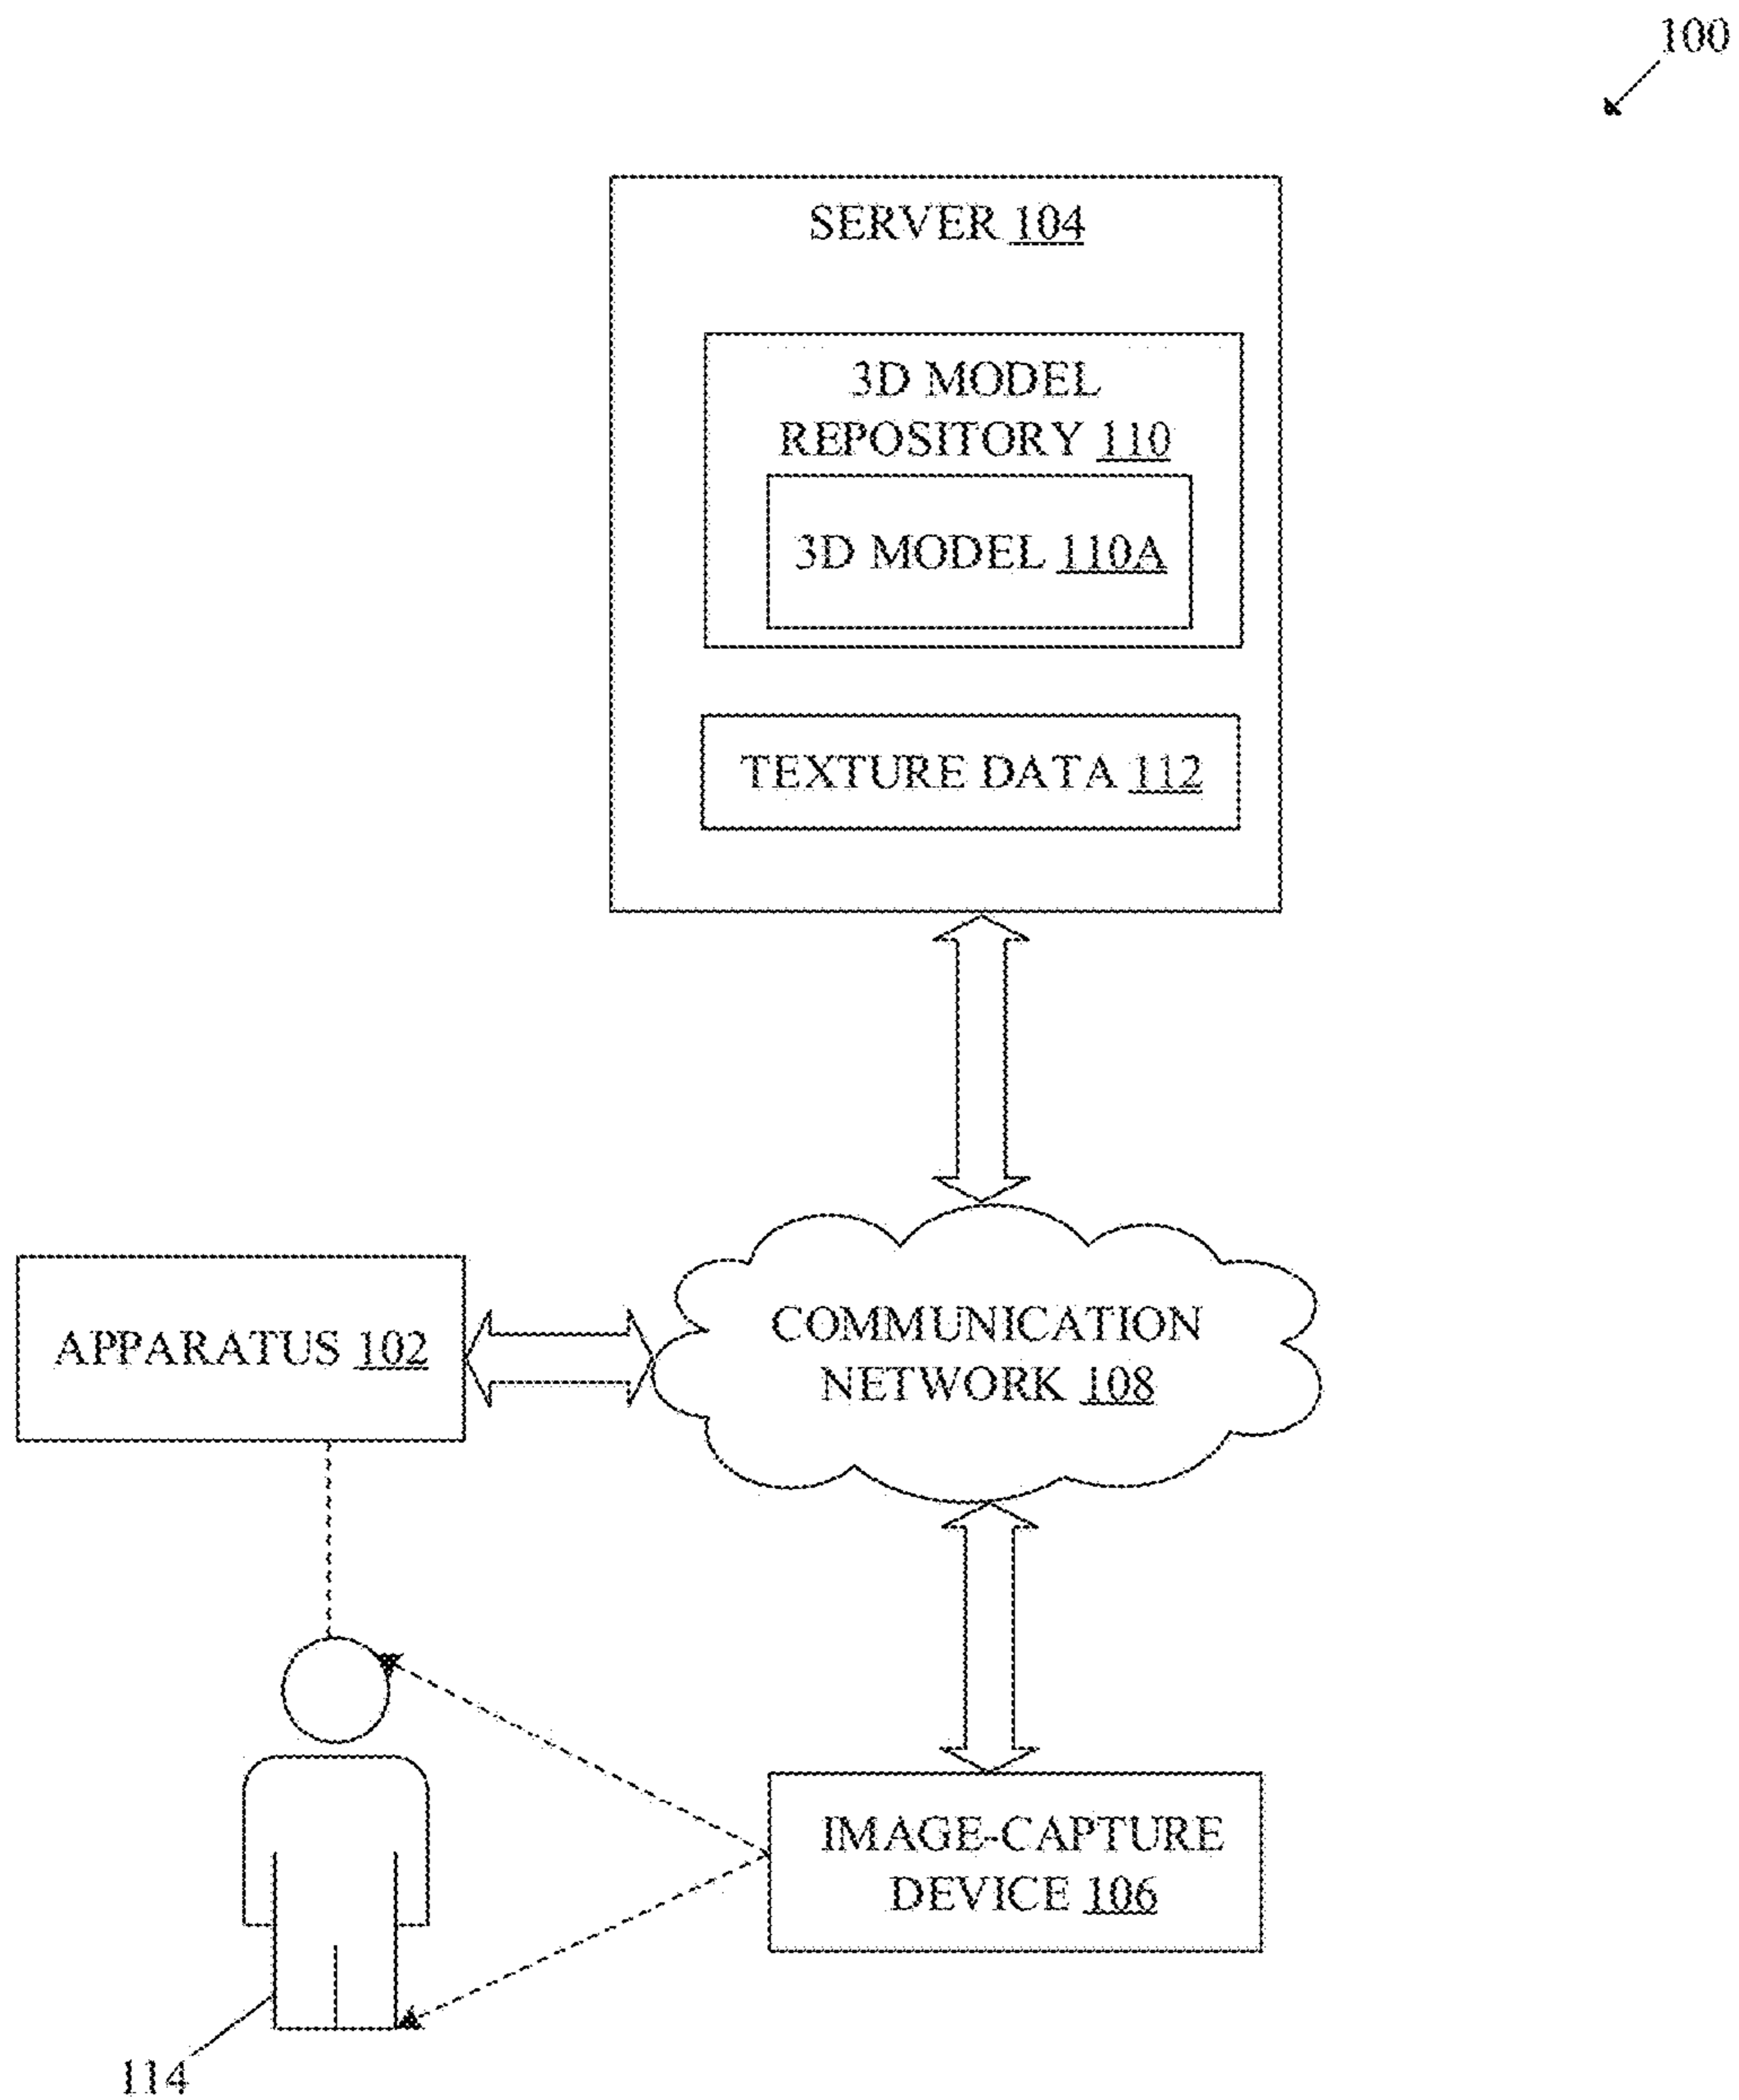 100
SERVER 104
3D MODEL
REPOSITORY 110
3D MODEL 110A
TEXTURE DATA 112
APPARATUS 102
COMMUNICATION
NETWORK 108
IMAGE-CAPTURE
DEVICE 106
114